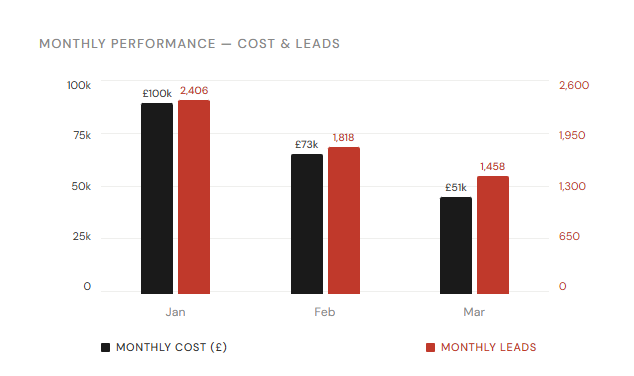 MONTHLY PERFORMANCE — COST & LEADS
100k
75k
50k
25k
0
£100k 2,406
£73k 1,818
£51k 1,458
2,600
1,950
1,300
650
0
Jan Feb Mar
MONTHLY COST (£) MONTHLY LEADS